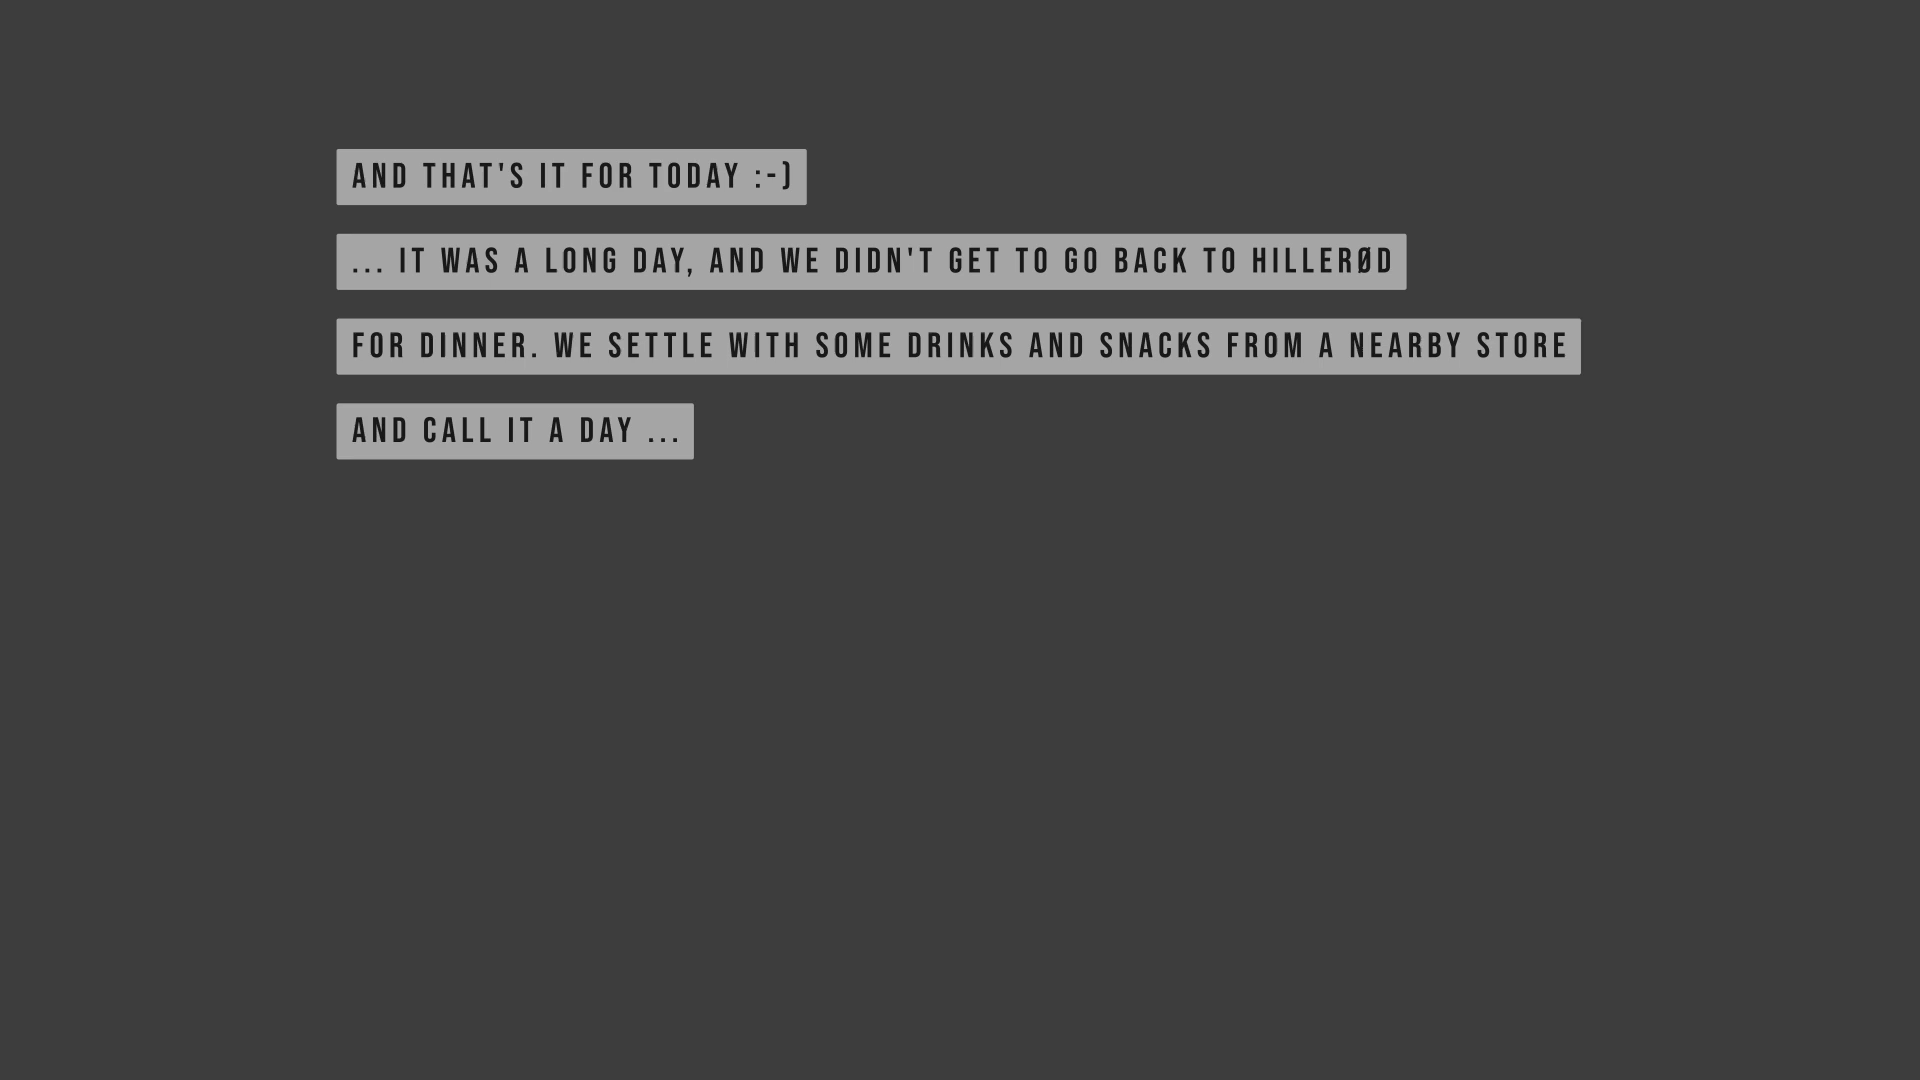 AND THAT'S IT FOR TODAY :-)
... IT WAS A LONG DAY, AND WE DIDN'T GET TO GO BACK TO HILLERØD
FOR DINNER. WE SETTLE WITH SOME DRINKS AND SNACKS FROM A NEARBY STORE
AND CALL IT A DAY ...